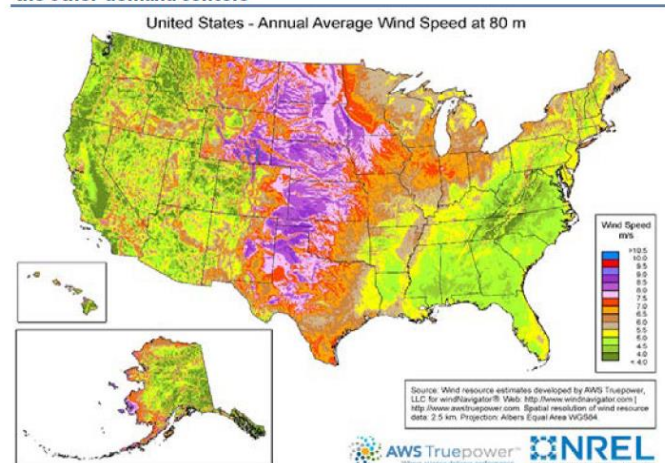 United States - Annual Average Wind Speed at 80 m
Wind Speed
m/s
>10.5
10.0
9.5
9.0
8.5
8.0
7.5
7.0
6.5
6.0
5.5
5.0
4.5
4.0
< 4.0
Source: Wind resource estimates developed by AWS Truepower,
LLC for windNavigator®. Web: http://www.windnavigator.com |
http://www.awstruepower.com. Spatial resolution of wind resource
data: 2.5 km. Projection: Albers Equal Area WGS84.
AWS Truepower™
NREL